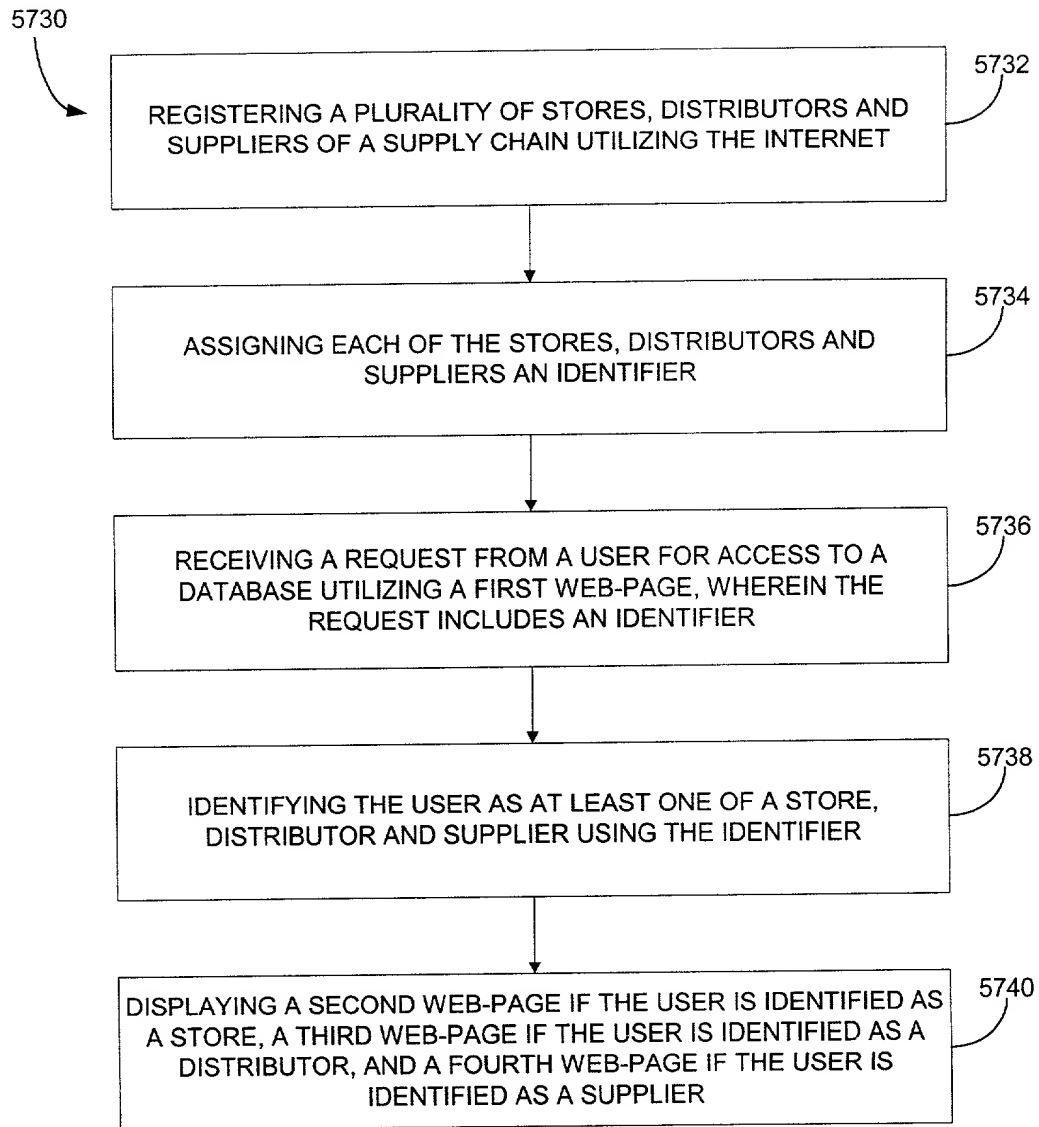 5730
5732
REGISTERING A PLURALITY OF STORES, DISTRIBUTORS AND
SUPPLIERS OF A SUPPLY CHAIN UTILIZING THE INTERNET
5734
ASSIGNING EACH OF THE STORES, DISTRIBUTORS AND
SUPPLIERS AN IDENTIFIER
5736
RECEIVING A REQUEST FROM A USER FOR ACCESS TO A
DATABASE UTILIZING A FIRST WEB-PAGE, WHEREIN THE
REQUEST INCLUDES AN IDENTIFIER
5738
IDENTIFYING THE USER AS AT LEAST ONE OF A STORE,
DISTRIBUTOR AND SUPPLIER USING THE IDENTIFIER
5740
DISPLAYING A SECOND WEB-PAGE IF THE USER IS IDENTIFIED AS
A STORE, A THIRD WEB-PAGE IF THE USER IS IDENTIFIED AS A
DISTRIBUTOR, AND A FOURTH WEB-PAGE IF THE USER IS
IDENTIFIED AS A SUPPLIER